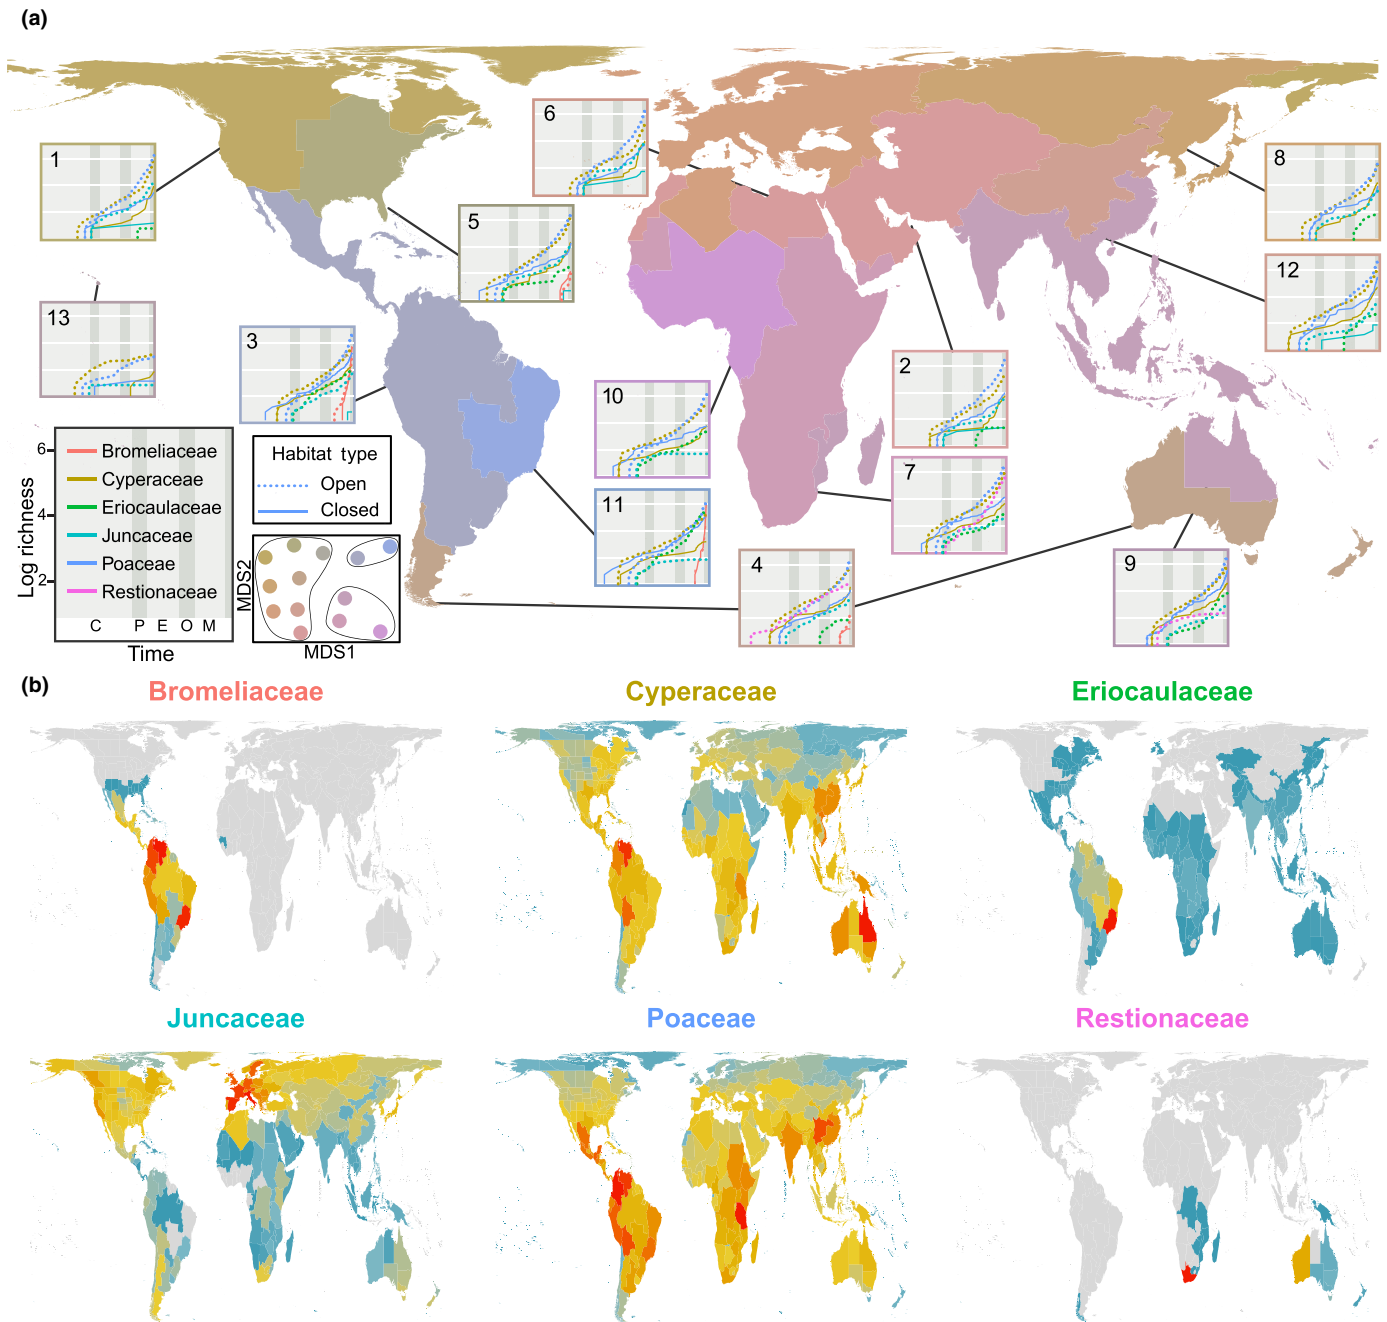 (a)
1
6
8
5
12
13
3
2
10
7
11
4
9
Log richness
6
4
2
Bromeliaceae
Cyperaceae
Eriocaulaceae
Juncaceae
Poaceae
Restionaceae
C P E O M
Time
Habitat type
Open
Closed
MDS2
MDS1
(b)
Bromeliaceae
Cyperaceae
Eriocaulaceae
Juncaceae
Poaceae
Restionaceae